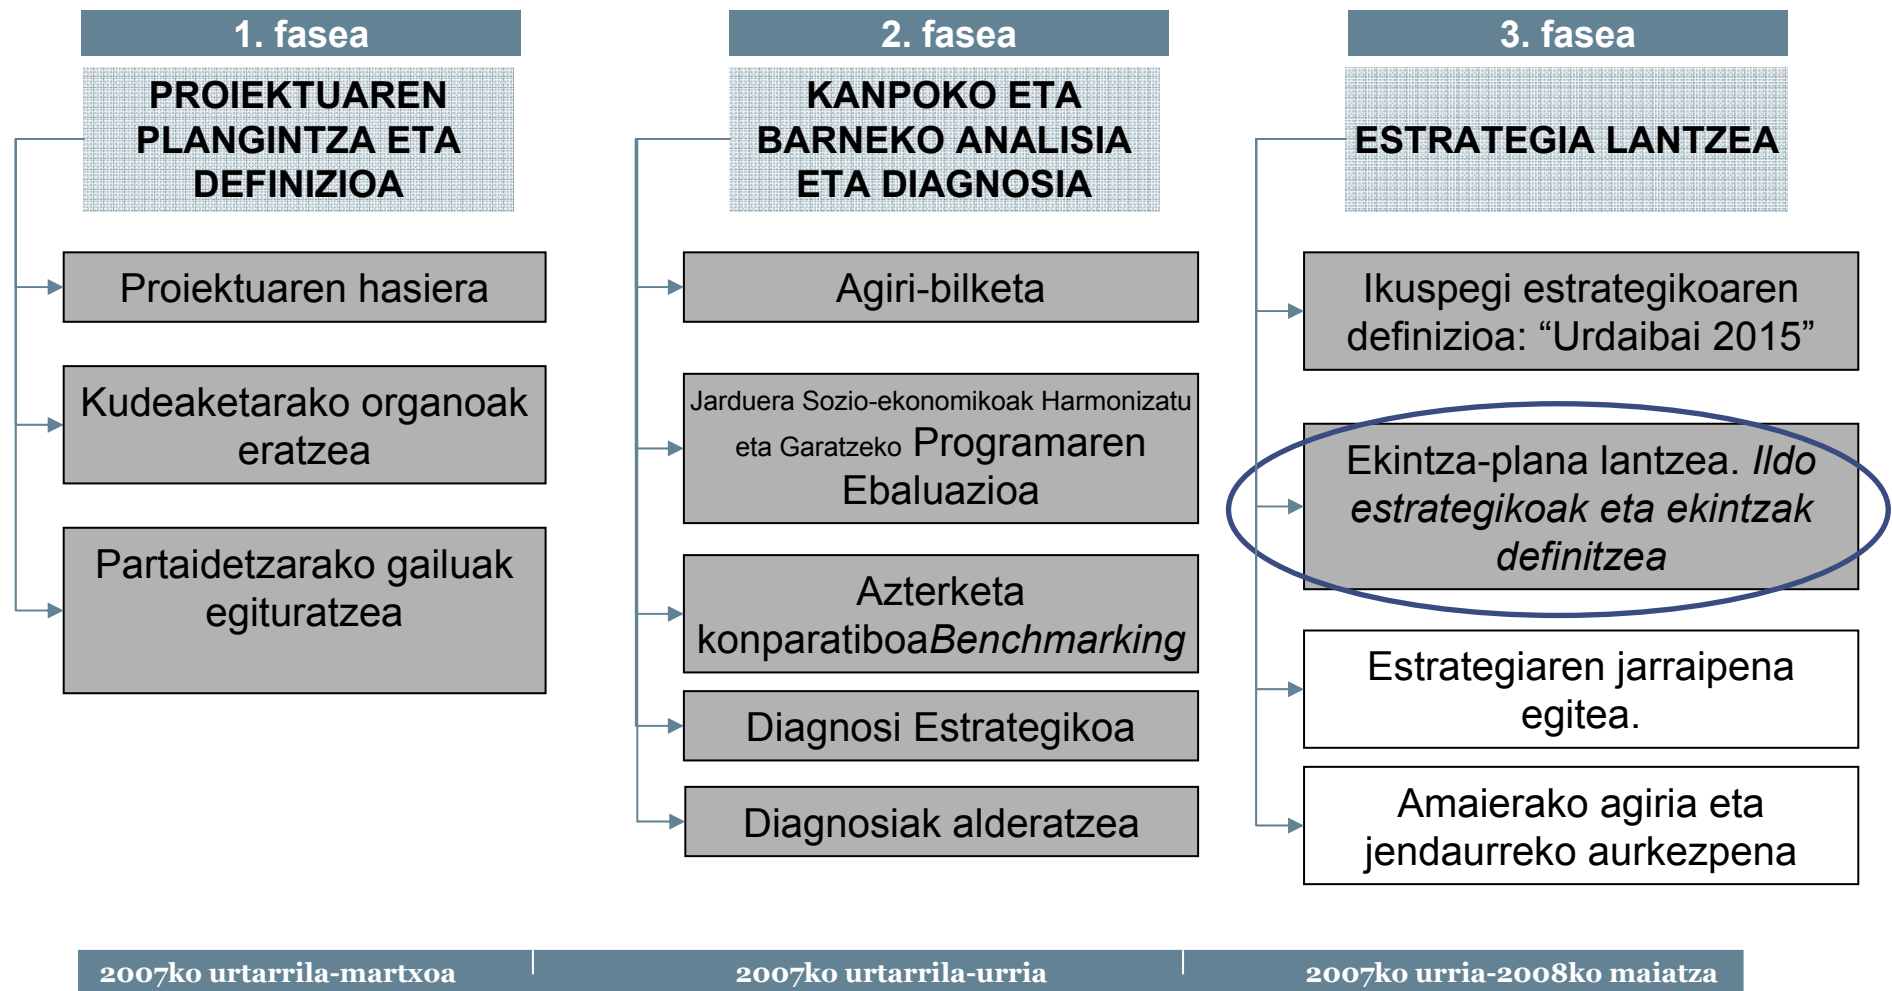 1. fasea
PROIEKTUAREN
PLANGINTZA ETA
DEFINIZIOA
Proiektuaren hasiera
Kudeaketarako organoak
eratzea
Partaidetzarako gailuak
egituratzea
2. fasea
KANPOKO ETA
BARNEKO ANALISIA
ETA DIAGNOSIA
Agiri-bilketa
Jarduera Sozio-ekonomikoak Harmonizatu
eta Garatzeko Programaren
Ebaluazioa
Azterketa
konparatiboaBenchmarking
Diagnosi Estrategikoa
Diagnosiak alderatzea
3. fasea
ESTRATEGIA LANTZEA
Ikuspegi estrategikoaren
definizioa: “Urdaibai 2015”
Ekintza-plana lantzea. Ildo
estrategikoak eta ekintzak
definitzea
Estrategiaren jarraipena
egitea.
Amaierako agiria eta
jendaurreko aurkezpena
2007ko urtarrila-martxoa
2007ko urtarrila-urria
2007ko urria-2008ko maiatza